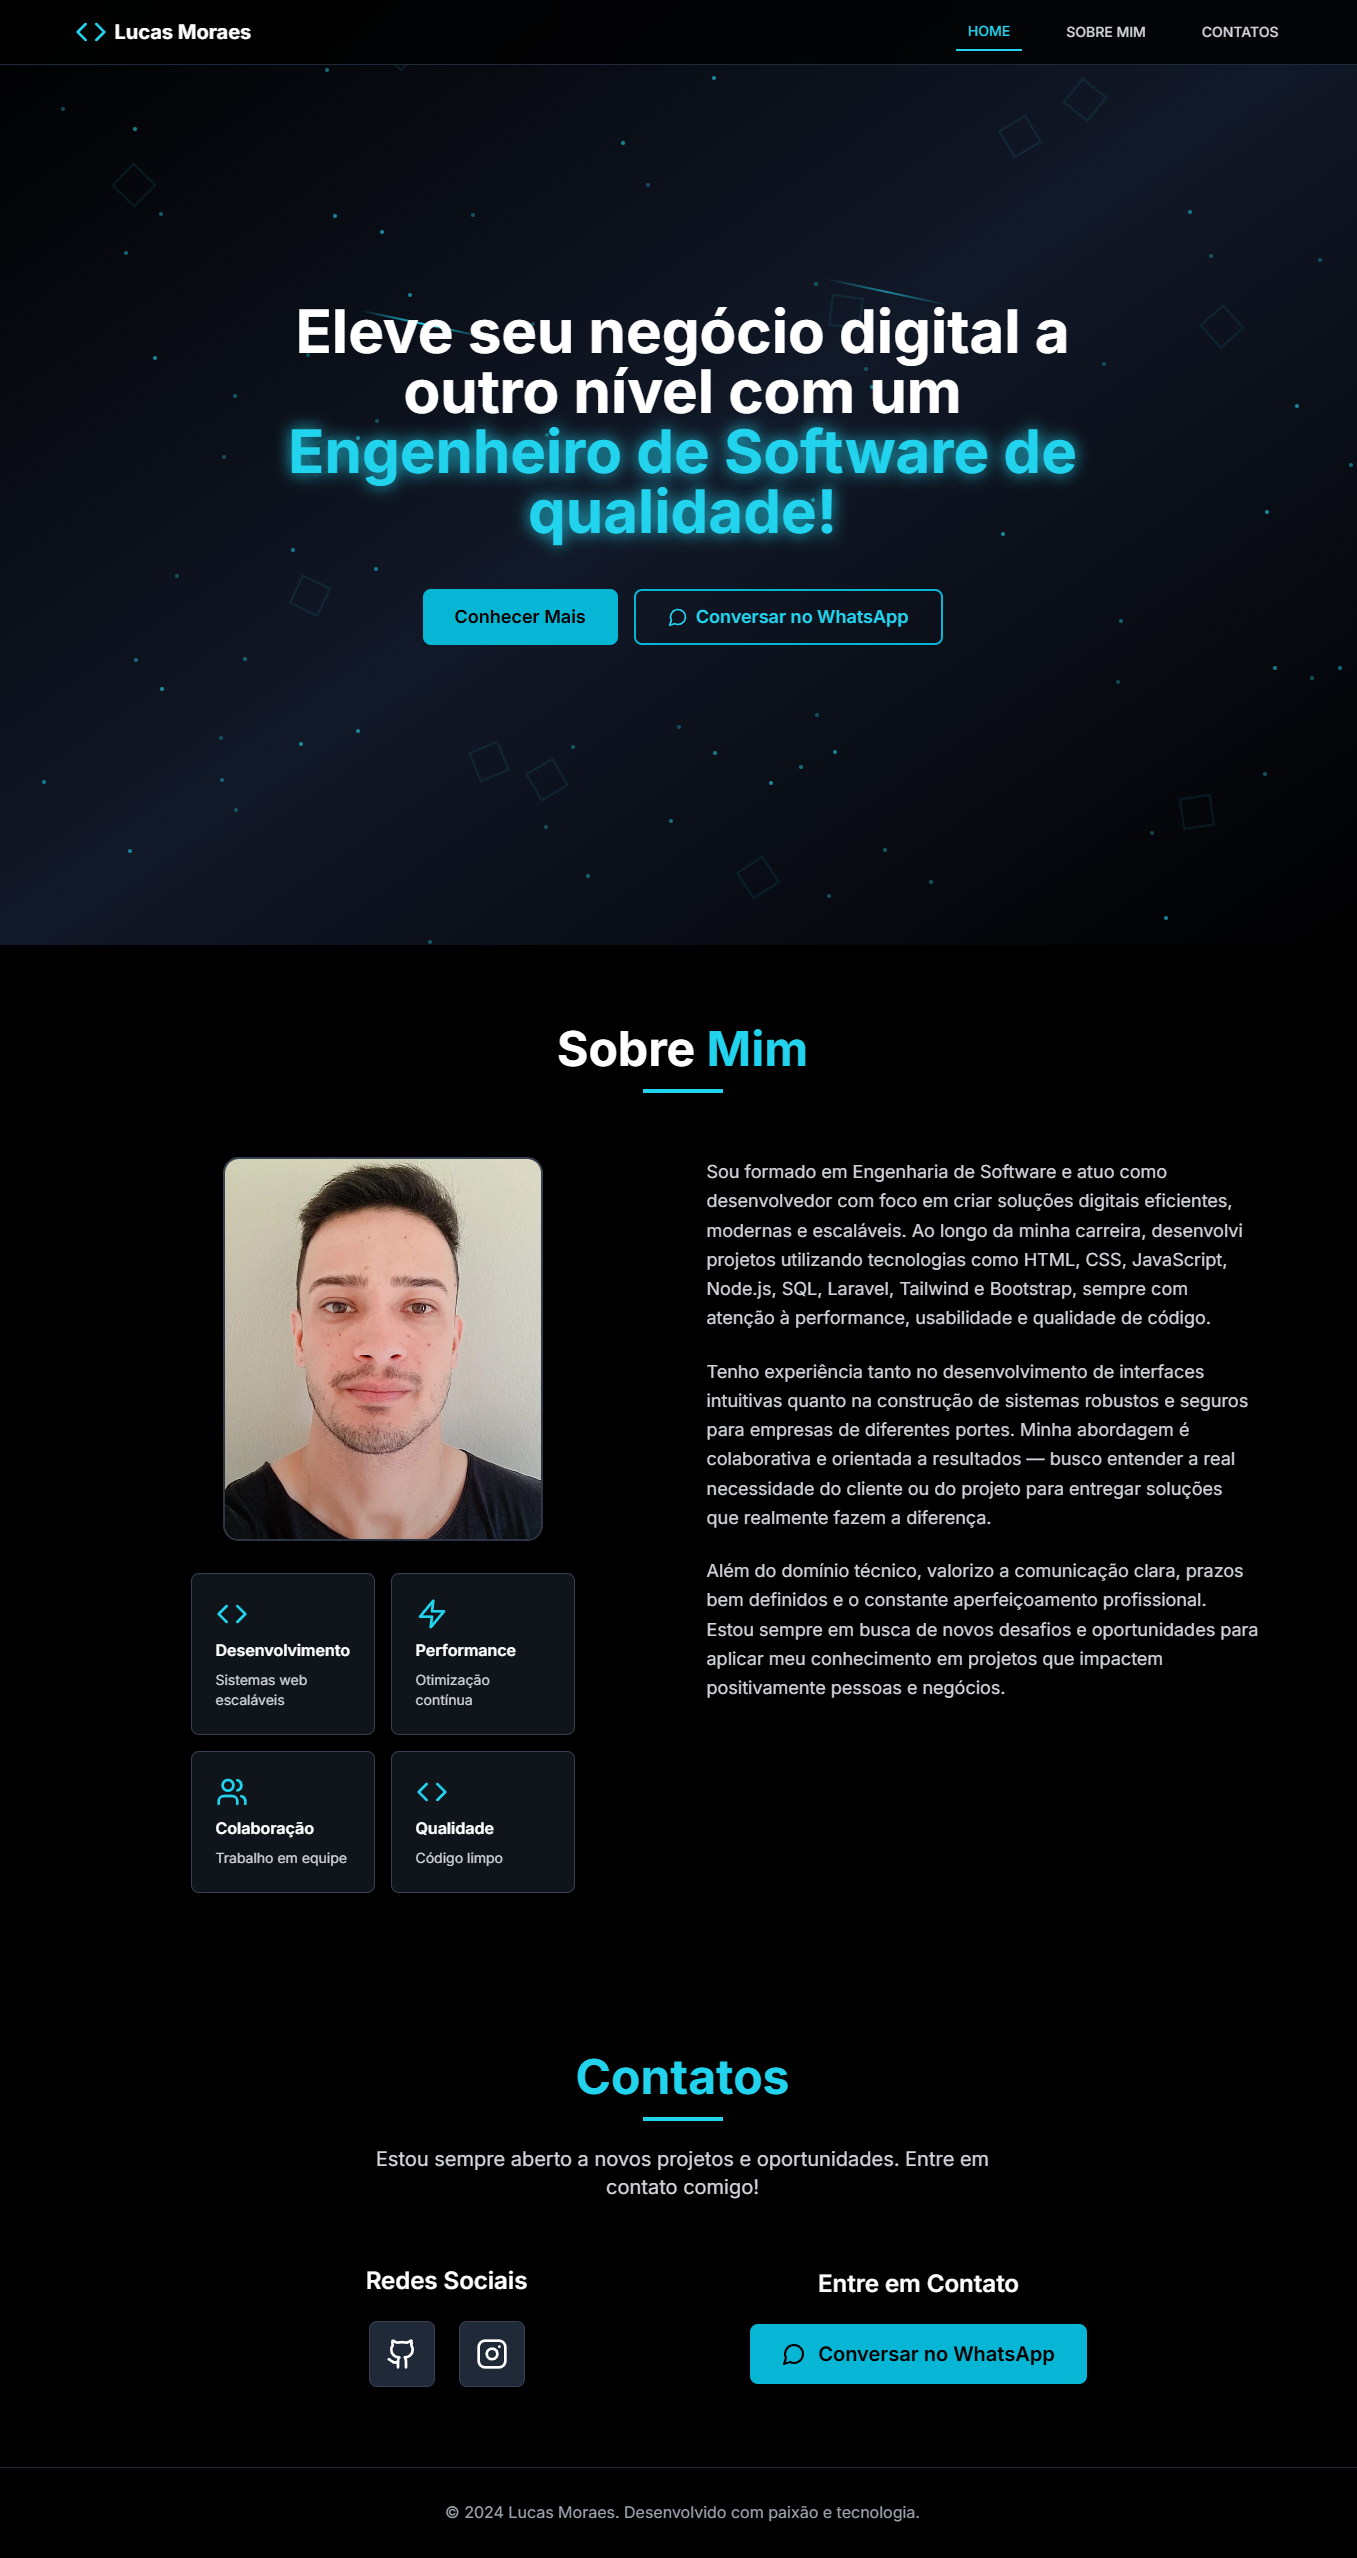 Lucas Moraes
HOME
SOBRE MIM
CONTATOS
Eleve seu negócio digital a
outro nível com um
Engenheiro de Software de
qualidade!
Conhecer Mais
Conversar no WhatsApp
Sobre Mim
Sou formado em Engenharia de Software e atuo como
desenvolvedor com foco em criar soluções digitais eficientes,
modernas e escaláveis. Ao longo da minha carreira, desenvolvi
projetos utilizando tecnologias como HTML, CSS, JavaScript,
Node.js, SQL, Laravel, Tailwind e Bootstrap, sempre com
atenção à performance, usabilidade e qualidade de código.
Tenho experiência tanto no desenvolvimento de interfaces
intuitivas quanto na construção de sistemas robustos e seguros
para empresas de diferentes portes. Minha abordagem é
colaborativa e orientada a resultados — busco entender a real
necessidade do cliente ou do projeto para entregar soluções
que realmente fazem a diferença.
Além do domínio técnico, valorizo a comunicação clara, prazos
bem definidos e o constante aperfeiçoamento profissional.
Estou sempre em busca de novos desafios e oportunidades para
aplicar meu conhecimento em projetos que impactem
positivamente pessoas e negócios.
Desenvolvimento
Sistemas web
escaláveis
Performance
Otimização
contínua
Colaboração
Trabalho em equipe
Qualidade
Código limpo
Contatos
Estou sempre aberto a novos projetos e oportunidades. Entre em
contato comigo!
Redes Sociais
Entre em Contato
Conversar no WhatsApp
© 2024 Lucas Moraes. Desenvolvido com paixão e tecnologia.